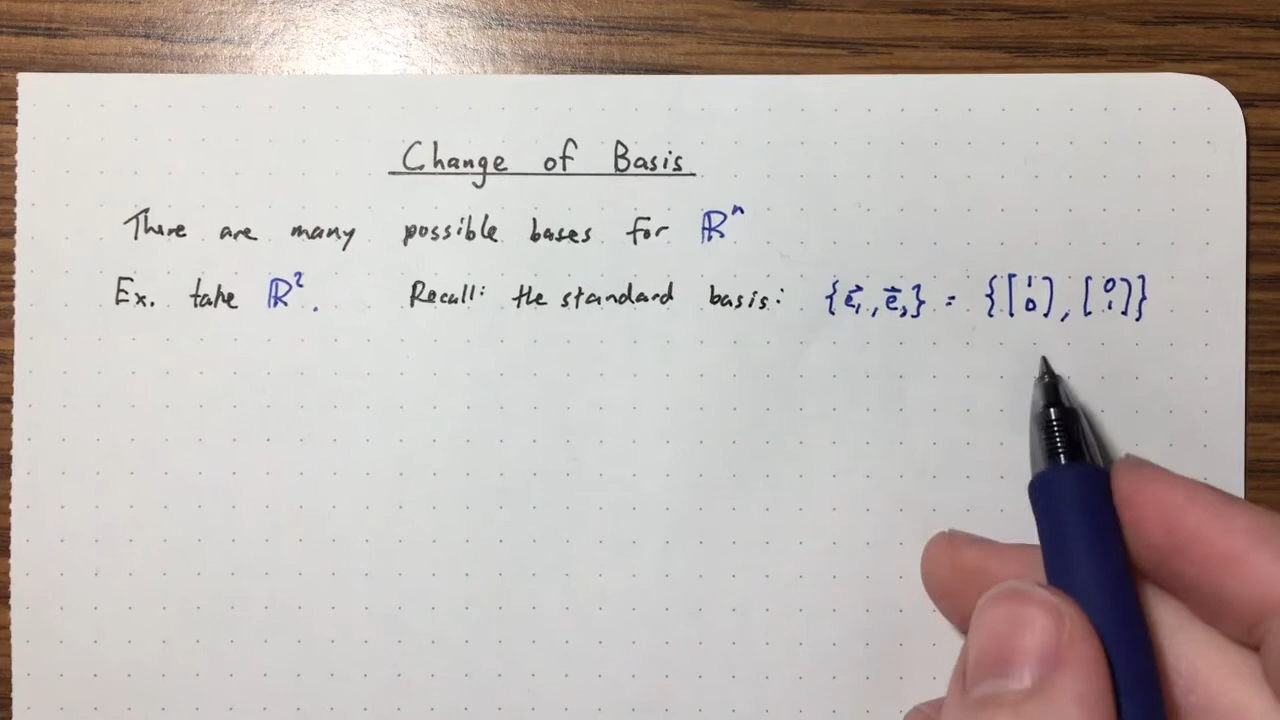 Change of Basis
There are many possible bases for ℝⁿ
Ex. take ℝ². Recall: the standard basis: {e⃗₁, e⃗₂} = {[1 0], [0 1]}